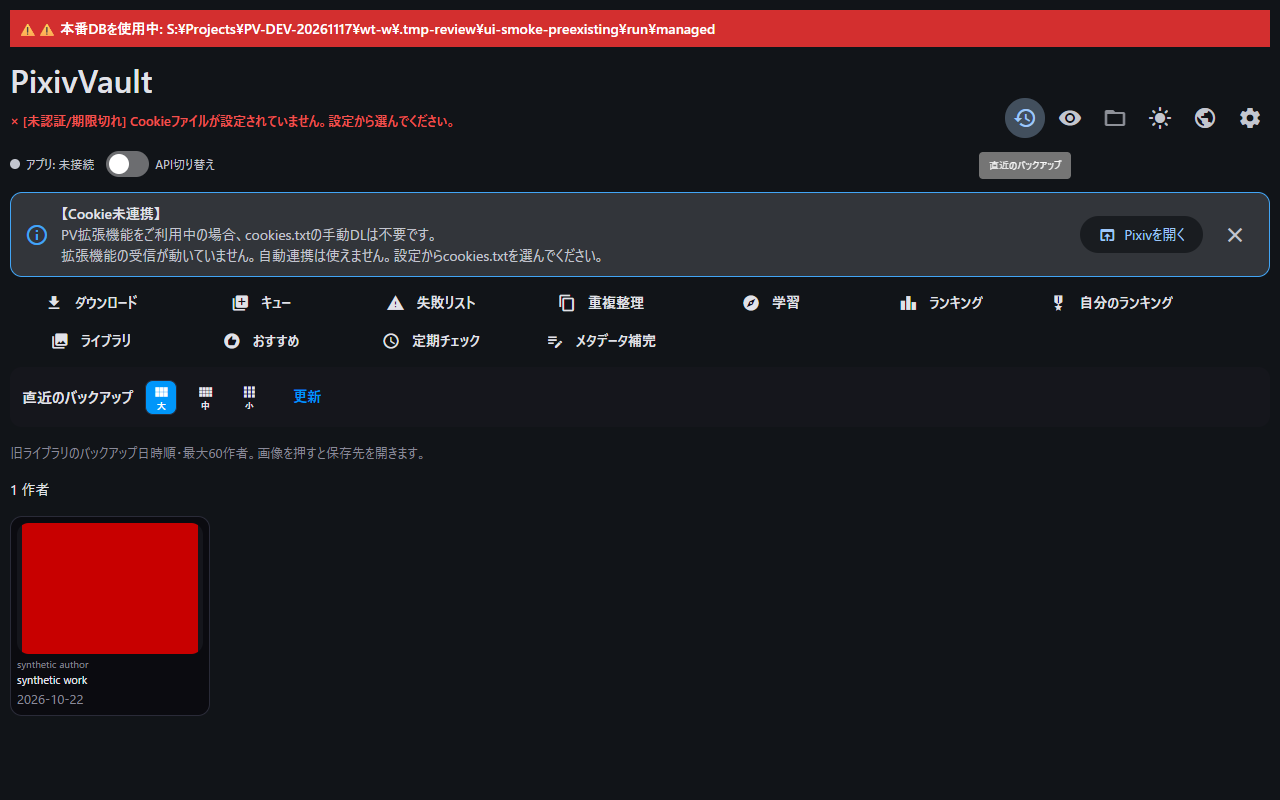 本番DBを使用中: S:¥Projects¥PV-DEV-20261117¥wt-w¥.tmp-review¥ui-smoke-preexisting¥run¥managed
PixivVault
× [未認証/期限切れ] Cookieファイルが設定されていません。設定から選んでください。
アプリ: 未接続 API切り替え
直近のバックアップ
【Cookie未連携】
PV拡張機能をご利用中の場合、cookies.txtの手動DLは不要です。
拡張機能の受信が動いていません。自動連携は使えません。設定からcookies.txtを選んでください。
Pixivを開く
ダウンロード キュー 失敗リスト 重複整理 学習 ランキング 自分のランキング
ライブラリ おすすめ 定期チェック メタデータ補完
直近のバックアップ 大 中 小 更新
旧ライブラリのバックアップ日時順・最大60作者。画像を押すと保存先を開きます。
1 作者
synthetic author
synthetic work
2026-10-22